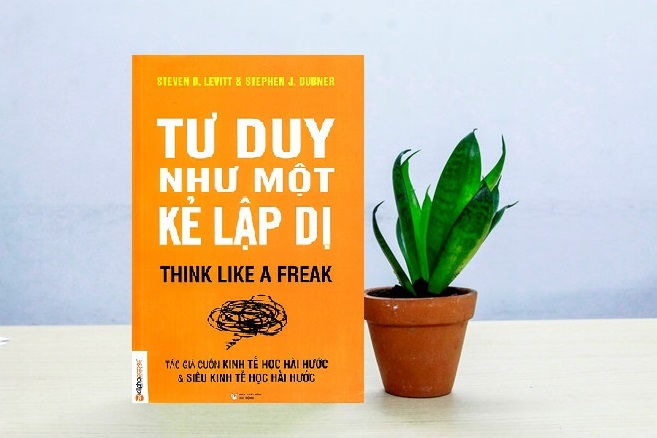 STEVEN D. LEVITT & STEPHEN J. DUBNER
TƯ DUY
NHƯ MỘT
KẺ LẬP DỊ
THINK LIKE A FREAK
TÁC GIẢ CUỐN KINH TẾ HỌC HÀI HƯỚC
& SIÊU KINH TẾ HỌC HÀI HƯỚC